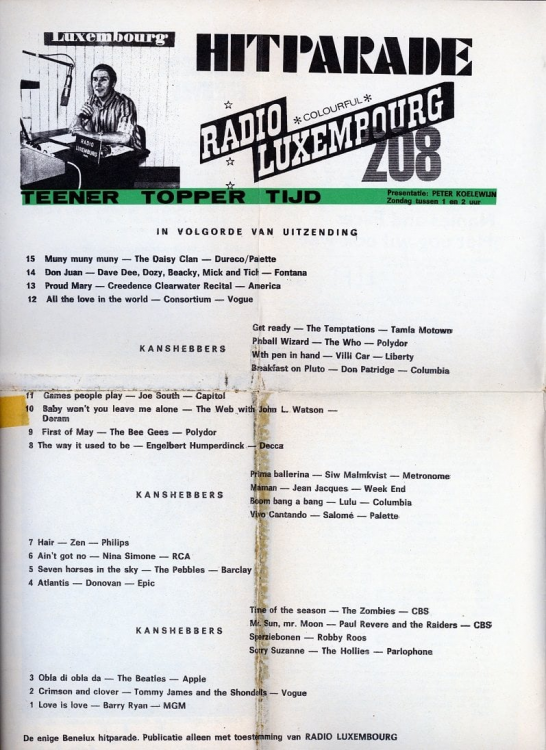 Luxembourg
HITPARADE
RADIO
LUXEMBURG
RADIO
*COLOURFUL*
LUXEMBOURG
208
TEENER TOPPER TIJD
Presentatie: PETER KOELEWIJN
Zondag tussen 1 en 2 uur
IN VOLGORDE VAN UITZENDING
15 Muny muny muny — The Daisy Clan — Dureco/Palette
14 Don Juan — Dave Dee, Dozy, Beacky, Mick and Tich — Fontana
13 Proud Mary — Creedence Clearwater Recital — America
12 All the love in the world — Consortium — Vogue
KANSHEBBERS
Get ready — The Temptations — Tamla Motown
Pinball Wizard — The Who — Polydor
With pen in hand — Villi Car — Liberty
Breakfast on Pluto — Don Patridge — Columbia
11 Games people play — Joe South — Capitol
10 Baby won't you leave me alone — The Web with John L. Watson —
Deram
9 First of May — The Bee Gees — Polydor
8 The way it used to be — Engelbert Humperdinck — Decca
KANSHEBBERS
Prima ballerina — Siw Malmkvist — Metronome
Maman — Jean Jacques — Week End
Boom bang a bang — Lulu — Columbia
Vivo Cantando — Salomé — Palette
7 Hair — Zen — Philips
6 Ain't got no — Nina Simone — RCA
5 Seven horses in the sky — The Pebbles — Barclay
4 Atlantis — Donovan — Epic
KANSHEBBERS
Time of the season — The Zombies — CBS
Mr. Sun, mr. Moon — Paul Revere and the Raiders — CBS
Sperziebonen — Robby Roos
Sorry Suzanne — The Hollies — Parlophone
3 Obla di obla da — The Beatles — Apple
2 Crimson and clover — Tommy James and the Shondells — Vogue
1 Love is love — Barry Ryan — MGM
De enige Benelux hitparade. Publicatie alleen met toestemming van RADIO LUXEMBOURG